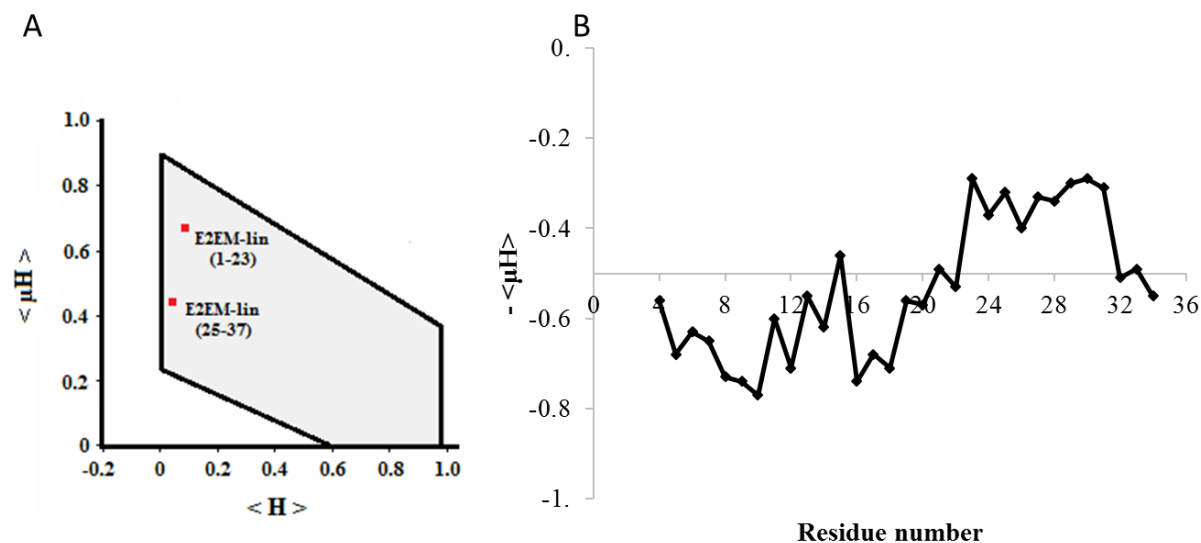 A
1.0
0.8
0.6
0.4
0.2
0
-0.2 0 0.2 0.4 0.6 0.8 1.0
< μH >
E2EM-lin
(1-23)
E2EM-lin
(25-37)
< H >
B
0.
-0.2
-0.4
-0.6
-0.8
-1.
- <μH>
0 4 8 12 16 20 24 28 32 36
Residue number